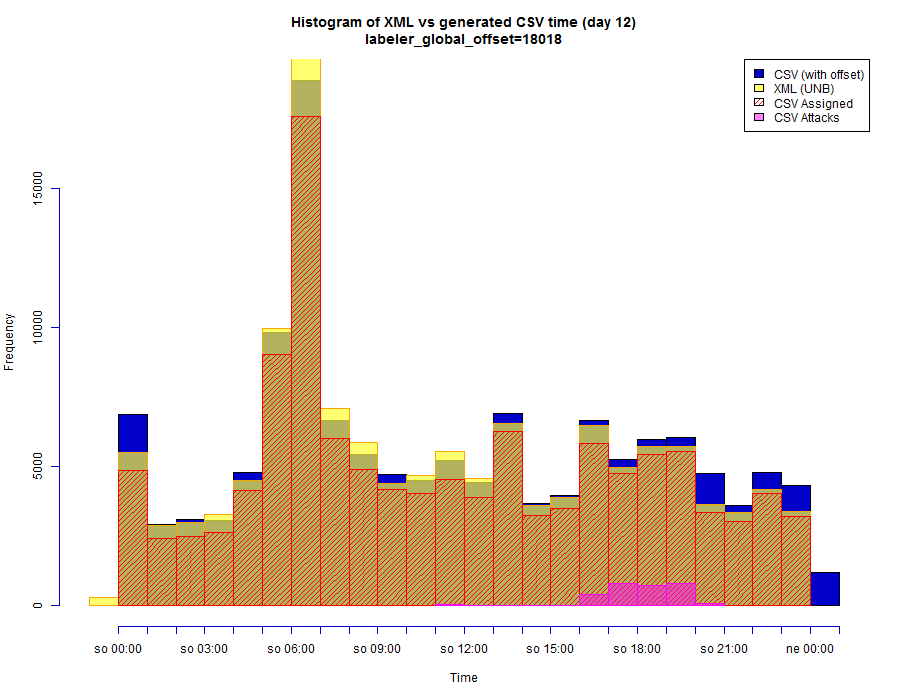 Histogram of XML vs generated CSV time (day 12)
labeler_global_offset=18018
CSV (with offset)
XML (UNB)
CSV Assigned
CSV Attacks
Frequency
15000
10000
5000
0
so 00:00 so 03:00 so 06:00 so 09:00 so 12:00 so 15:00 so 18:00 so 21:00 ne 00:00
Time